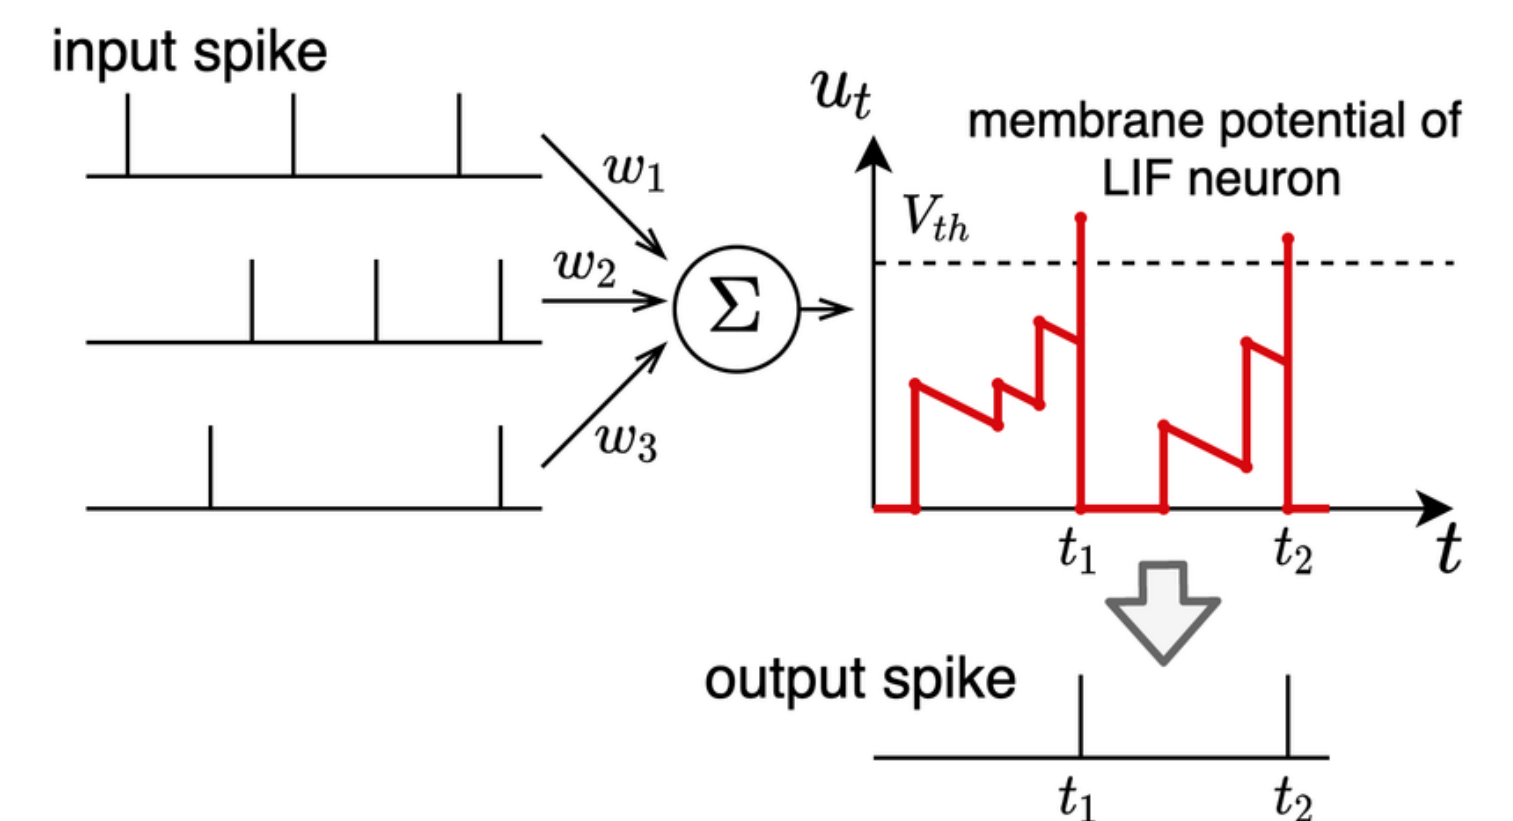 input spike
w₁
w₂
w₃
Σ
uₜ
membrane potential of
LIF neuron
Vₜₕ
t₁
t₂
t
output spike
t₁
t₂